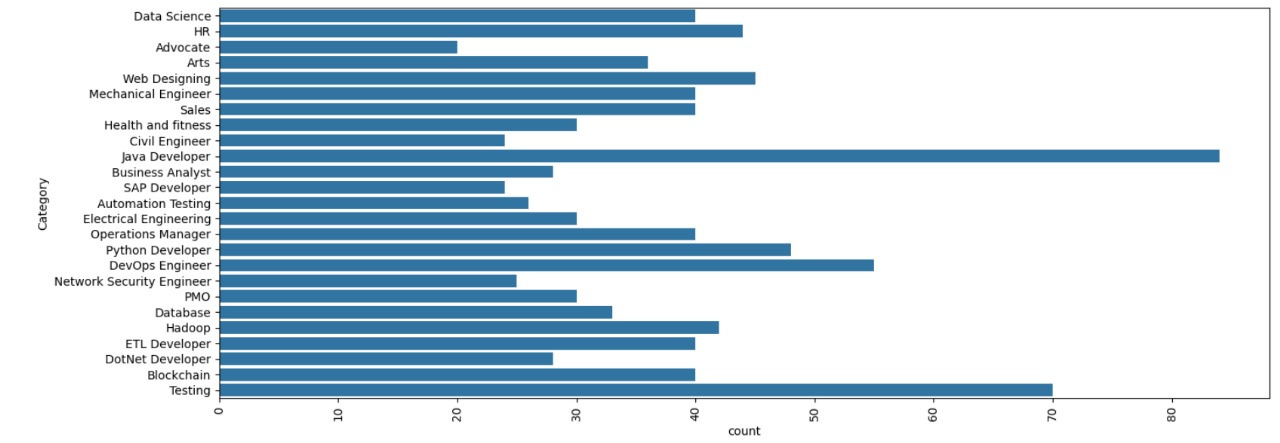 Data Science
HR
Advocate
Arts
Web Designing
Mechanical Engineer
Sales
Health and fitness
Civil Engineer
Java Developer
Business Analyst
SAP Developer
Automation Testing
Electrical Engineering
Operations Manager
Python Developer
DevOps Engineer
Network Security Engineer
PMO
Database
Hadoop
ETL Developer
DotNet Developer
Blockchain
Testing
Category
0 10 20 30 40 50 60 70 80
count